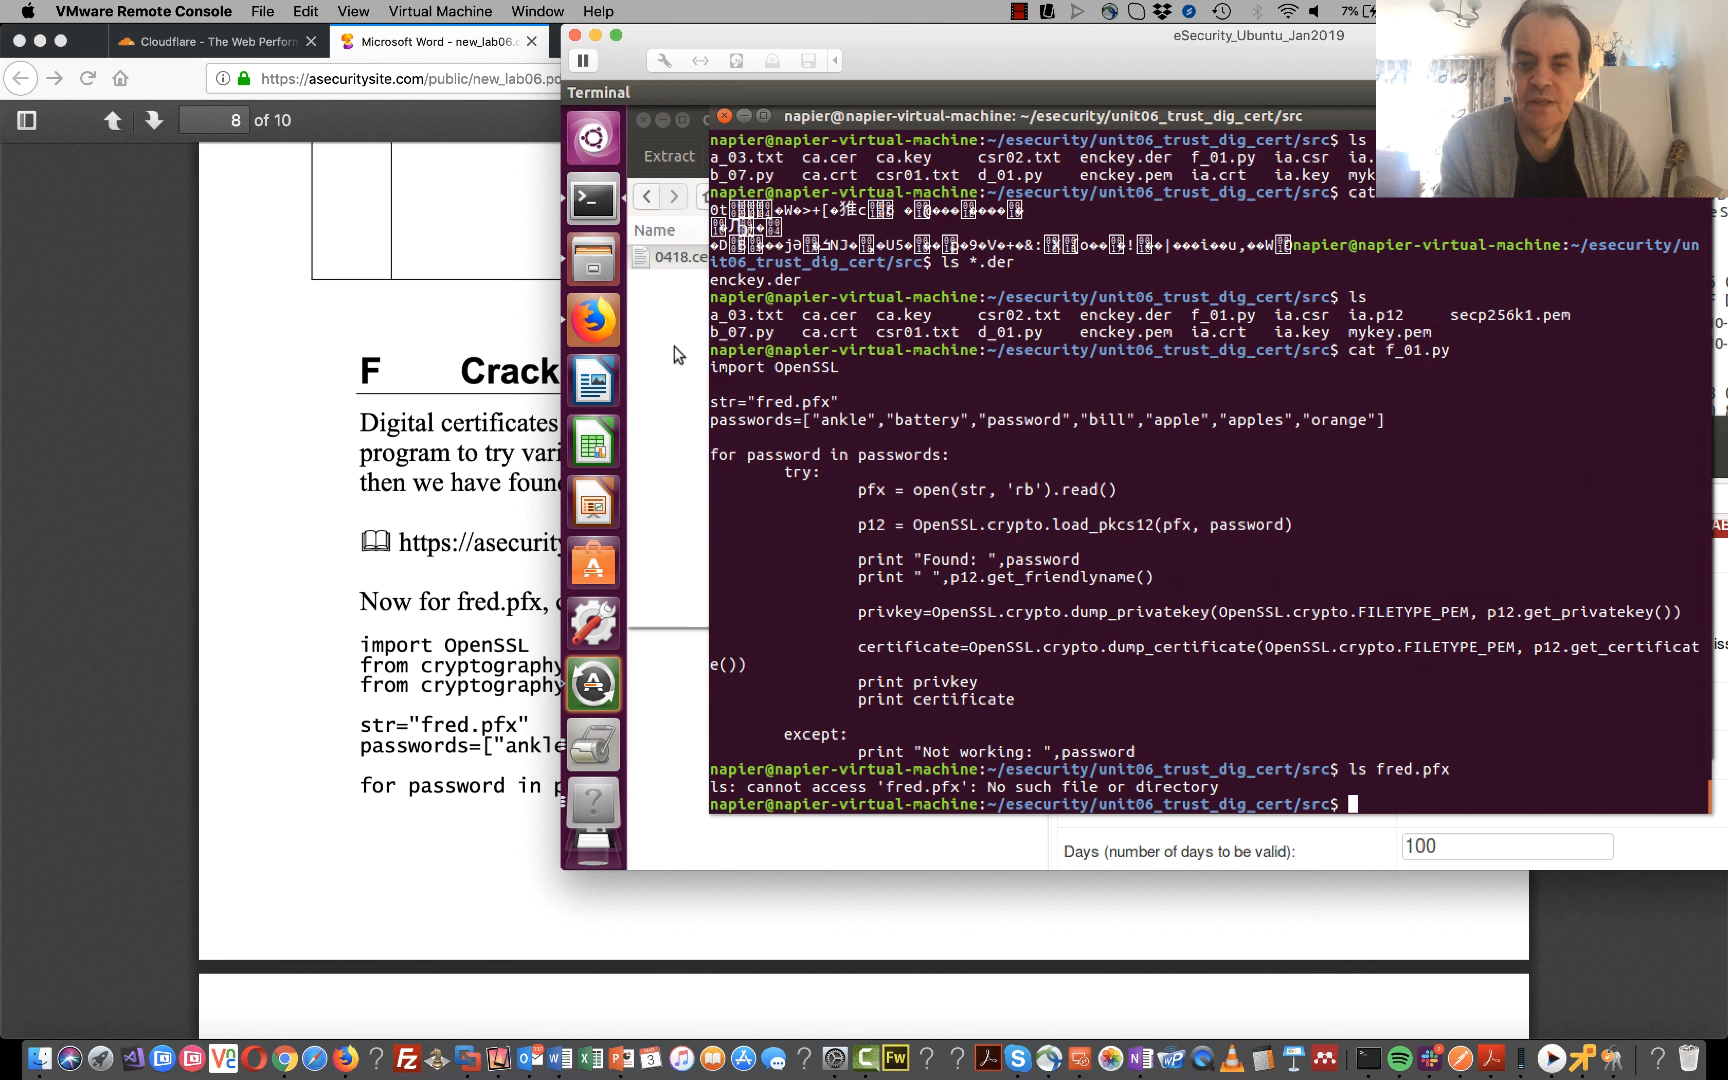 VMware Remote Console File Edit View Virtual Machine Window Help
7%
Cloudflare - The Web Perforn
Microsoft Word - new_lab06.
https://asecuritysite.com/public/new_lab06.pd
8 of 10
F Crack
Digital certificates
program to try vari
then we have foun
https://asecurity
Now for fred.pfx, c
import OpenSSL
from cryptography
from cryptography
str="fred.pfx"
passwords=["ankle
for password in p
eSecurity_Ubuntu_Jan2019
Terminal
Extract
Name
0418.ce
napier@napier-virtual-machine: ~/esecurity/unit06_trust_dig_cert/src
napier@napier-virtual-machine:~/esecurity/unit06_trust_dig_cert/src$ ls
a_03.txt ca.cer ca.key csr02.txt enckey.der f_01.py ia.csr ia.
b_07.py ca.crt csr01.txt d_01.py enckey.pem ia.crt ia.key myk
napier@napier-virtual-machine:~/esecurity/unit06_trust_dig_cert/src$ cat
napier@napier-virtual-machine:~/esecurity/un
it06_trust_dig_cert/src$ ls *.der
enckey.der
napier@napier-virtual-machine:~/esecurity/unit06_trust_dig_cert/src$ ls
a_03.txt ca.cer ca.key csr02.txt enckey.der f_01.py ia.csr ia.p12 secp256k1.pem
b_07.py ca.crt csr01.txt d_01.py enckey.pem ia.crt ia.key mykey.pem
napier@napier-virtual-machine:~/esecurity/unit06_trust_dig_cert/src$ cat f_01.py
import OpenSSL
str="fred.pfx"
passwords=["ankle","battery","password","bill","apple","apples","orange"]
for password in passwords:
try:
pfx = open(str, 'rb').read()
p12 = OpenSSL.crypto.load_pkcs12(pfx, password)
print "Found: ",password
print " ",p12.get_friendlyname()
privkey=OpenSSL.crypto.dump_privatekey(OpenSSL.crypto.FILETYPE_PEM, p12.get_privatekey())
certificate=OpenSSL.crypto.dump_certificate(OpenSSL.crypto.FILETYPE_PEM, p12.get_certificat
e())
print privkey
print certificate
except:
print "Not working: ",password
napier@napier-virtual-machine:~/esecurity/unit06_trust_dig_cert/src$ ls fred.pfx
ls: cannot access 'fred.pfx': No such file or directory
napier@napier-virtual-machine:~/esecurity/unit06_trust_dig_cert/src$
Days (number of days to be valid): 100